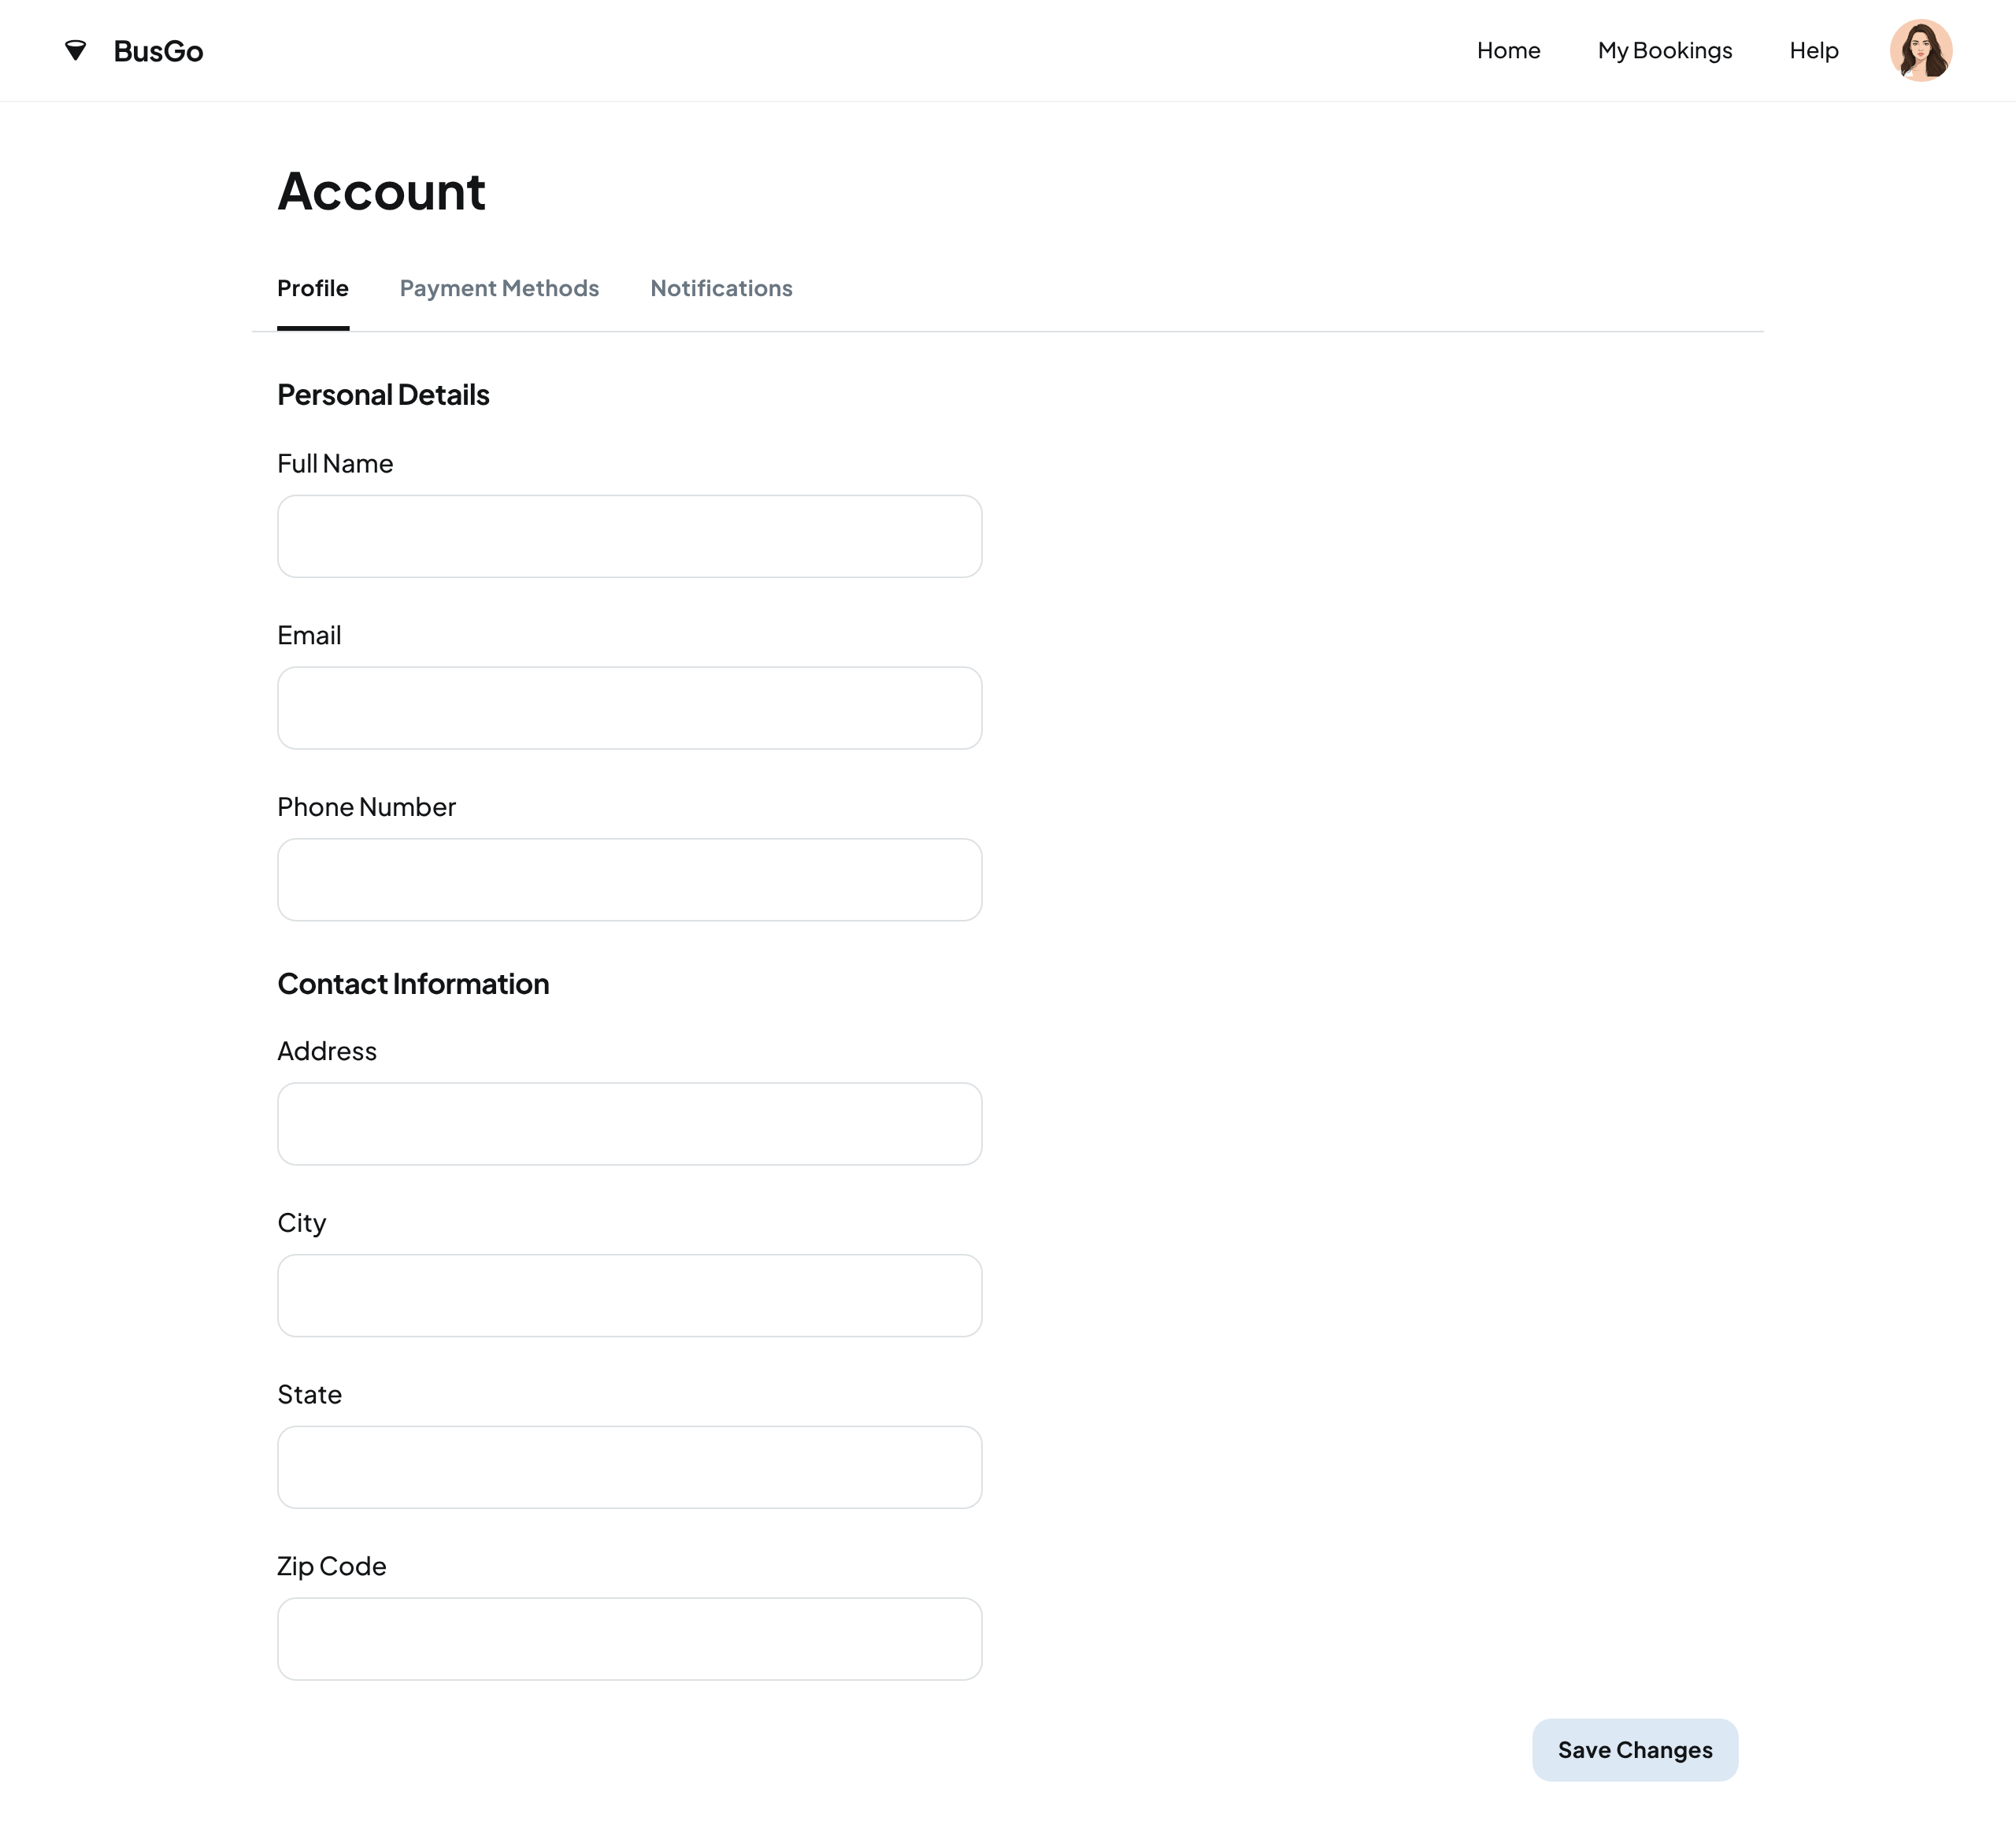 BusGo
Home My Bookings Help
Account
Profile Payment Methods Notifications
Personal Details
Full Name
Email
Phone Number
Contact Information
Address
City
State
Zip Code
Save Changes